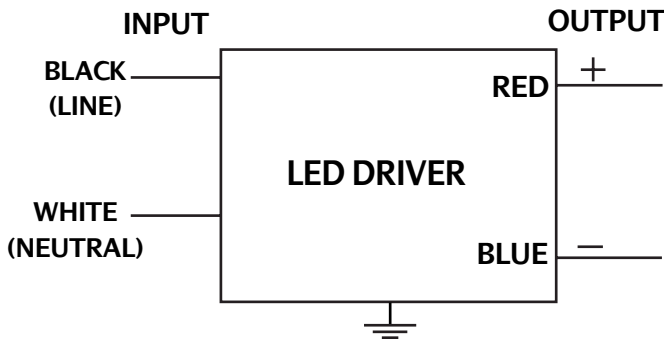 INPUT
OUTPUT
BLACK
(LINE)
RED
+
LED DRIVER
WHITE
(NEUTRAL)
BLUE
−